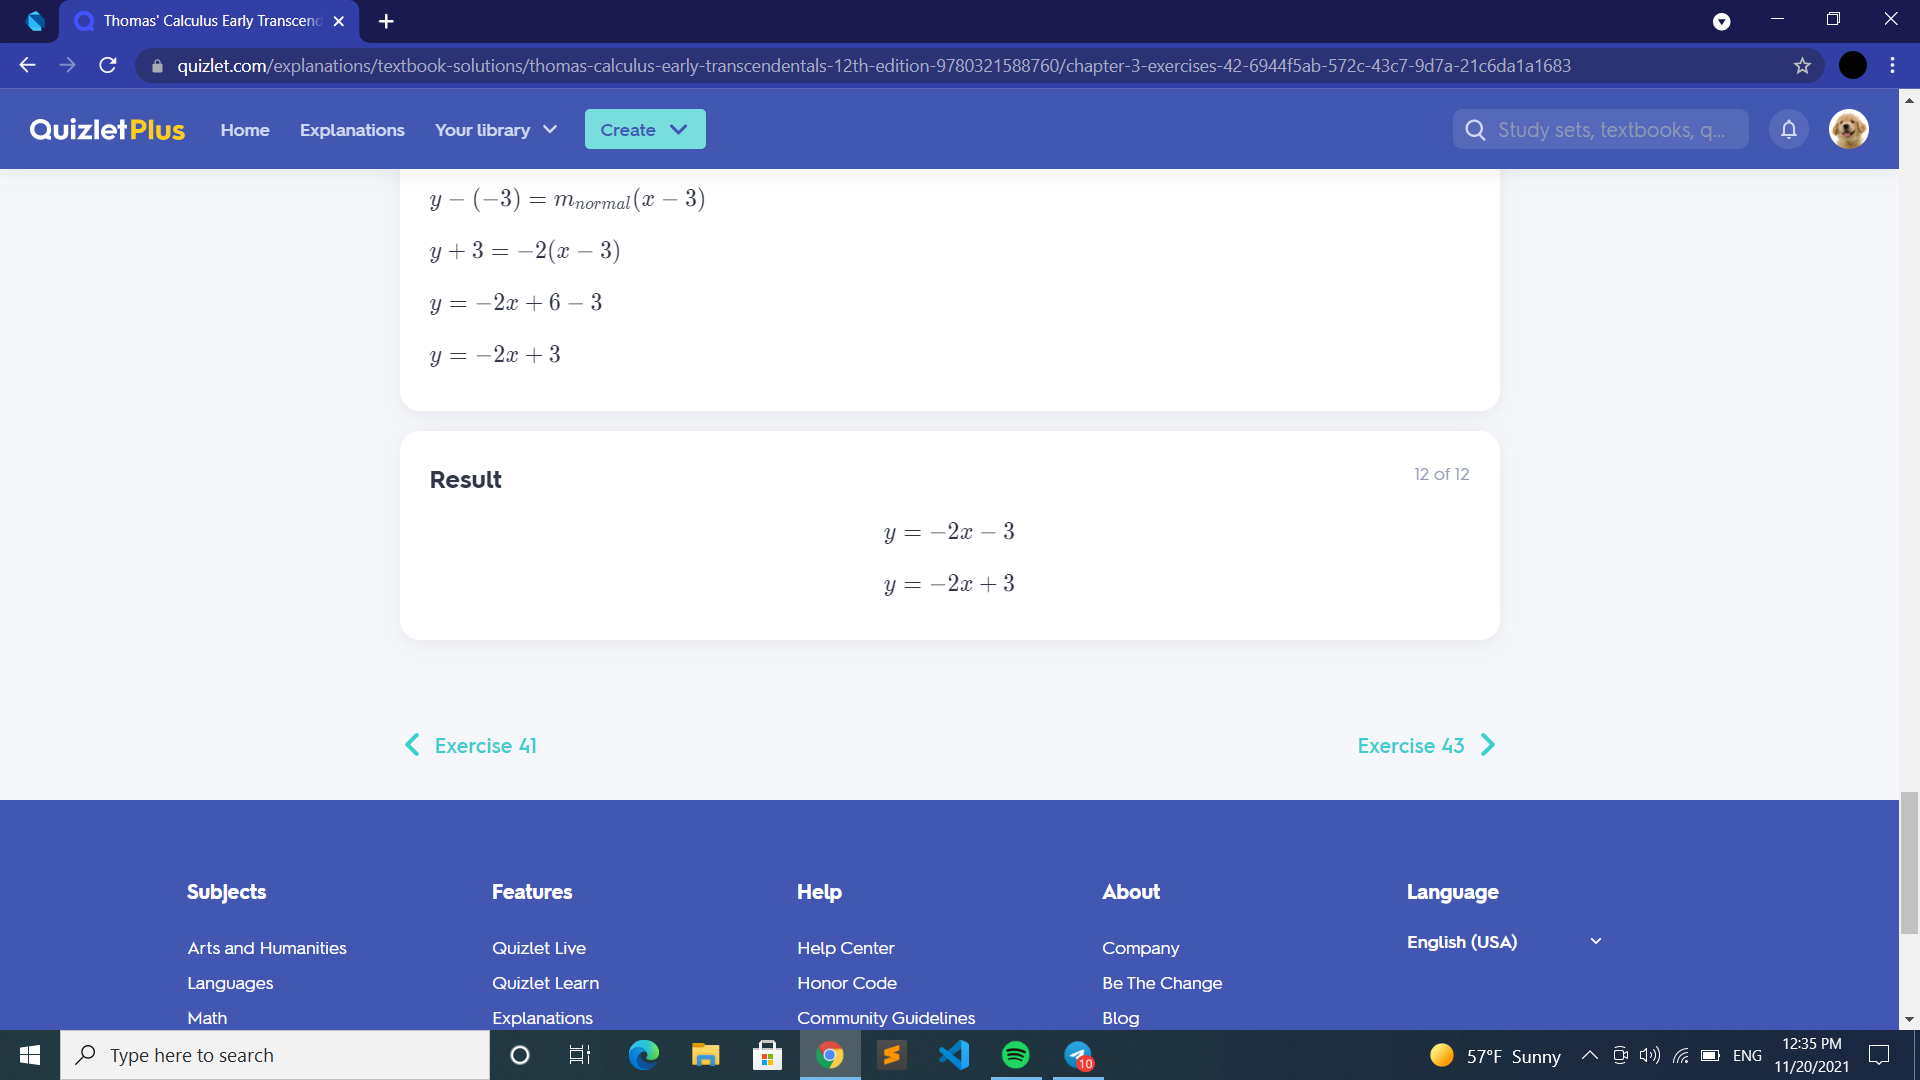 Thomas' Calculus Early Transcend
quizlet.com/explanations/textbook-solutions/thomas-calculus-early-transcendentals-12th-edition-9780321588760/chapter-3-exercises-42-6944f5ab-572c-43c7-9d7a-21c6da1a1683
QuizletPlus Home Explanations Your library Create Study sets, textbooks, q...
y − (−3) = m_normal(x − 3)
y + 3 = −2(x − 3)
y = −2x + 6 − 3
y = −2x + 3
Result 12 of 12
y = −2x − 3
y = −2x + 3
Exercise 41 Exercise 43
Subjects Features Help About Language
Arts and Humanities Quizlet Live Help Center Company English (USA)
Languages Quizlet Learn Honor Code Be The Change
Math Explanations Community Guidelines Blog
Type here to search 10 57°F Sunny ENG 12:35 PM
11/20/2021